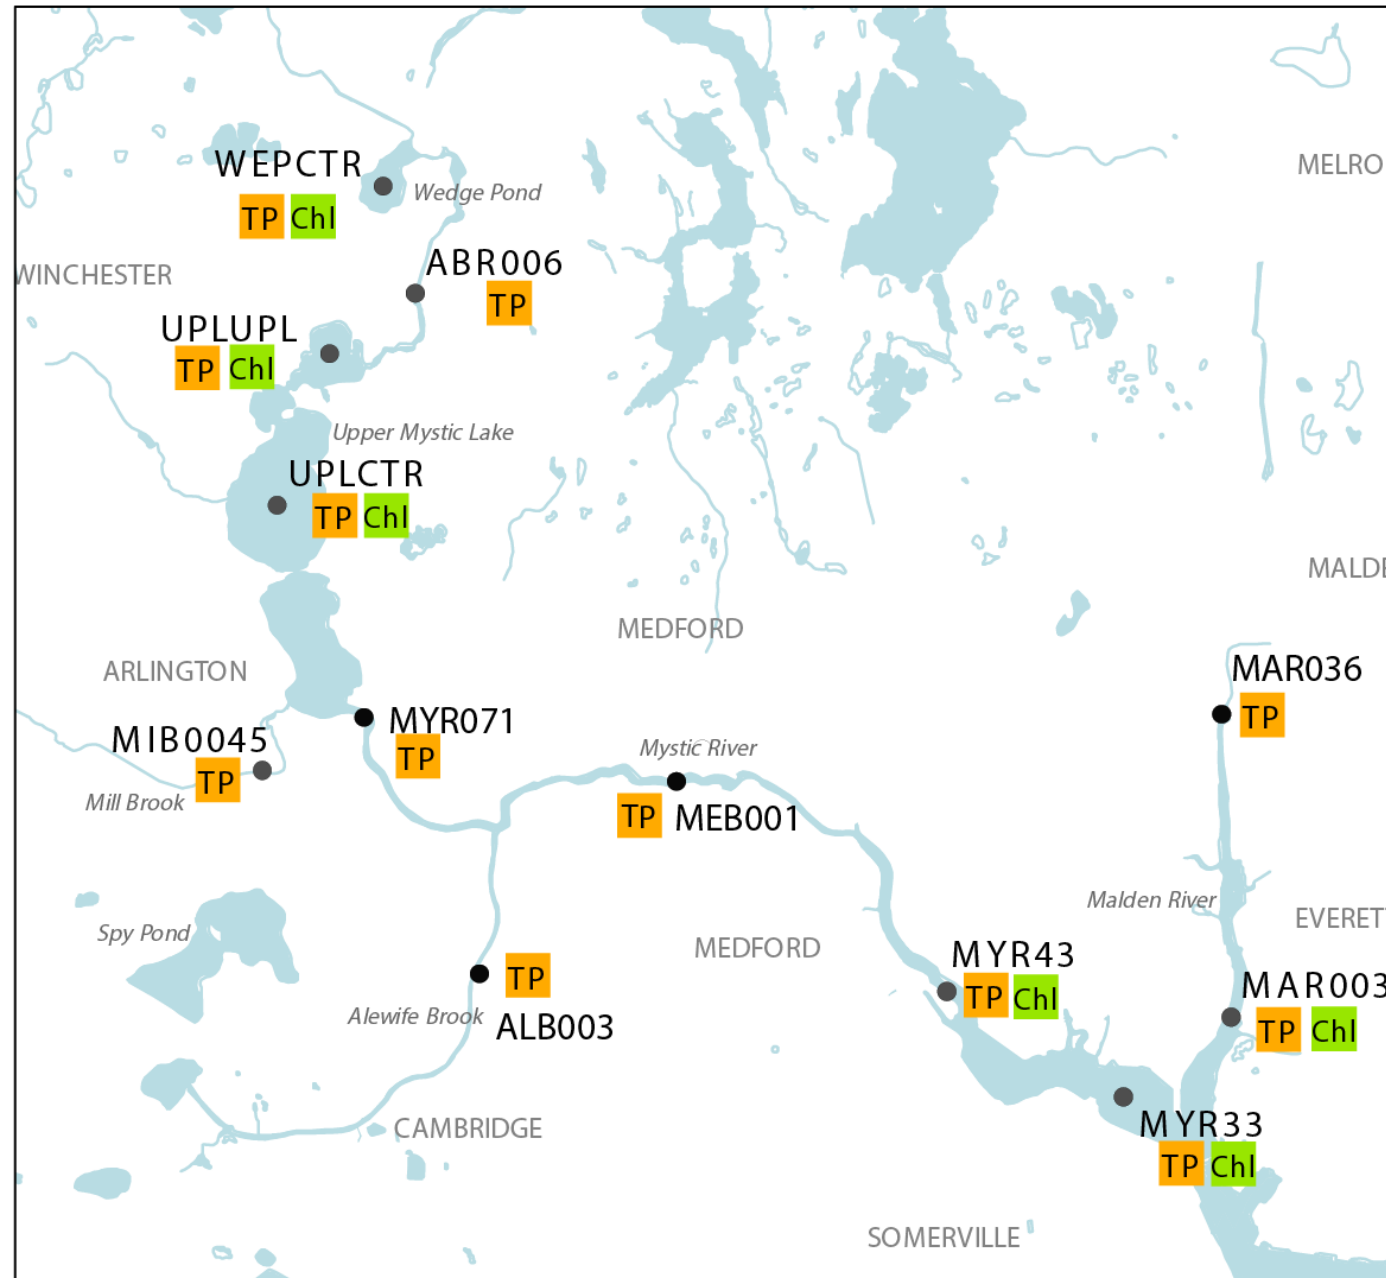 MELRO
WEPCTR
Wedge Pond
TP Chl
WINCHESTER
ABR006
TP
UPLUPL
TP Chl
Upper Mystic Lake
UPLCTR
TP Chl
MALDE
MEDFORD
ARLINGTON
MAR036
TP
MYR071
TP
MIB0045
TP
Mill Brook
Mystic River
TP MEB001
Malden River
EVERET
Spy Pond
MEDFORD
MYR43
TP Chl
TP
ALB003
Alewife Brook
MAR003
TP Chl
CAMBRIDGE
MYR33
TP Chl
SOMERVILLE